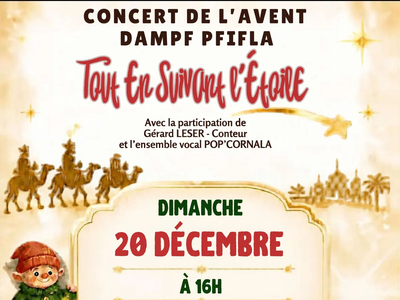 CONCERT DE L'AVENT
DAMPF PFIFLA
Tout En Suivant l'Étoile
Avec la participation de
Gérard LESER - Conteur
et l'ensemble vocal POP'CORNALA
DIMANCHE
20 DÉCEMBRE
À 16H